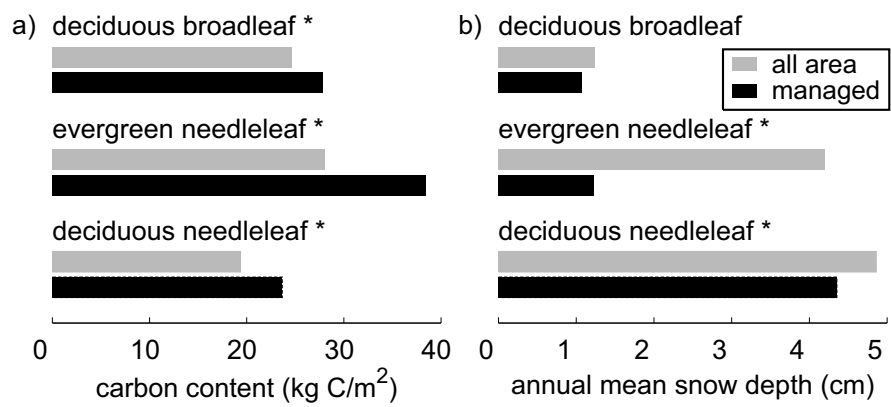 a) deciduous broadleaf *
evergreen needleleaf *
deciduous needleleaf *
0 10 20 30 40
carbon content (kg C/m²)
b) deciduous broadleaf
all area
managed
evergreen needleleaf *
deciduous needleleaf *
0 1 2 3 4 5
annual mean snow depth (cm)